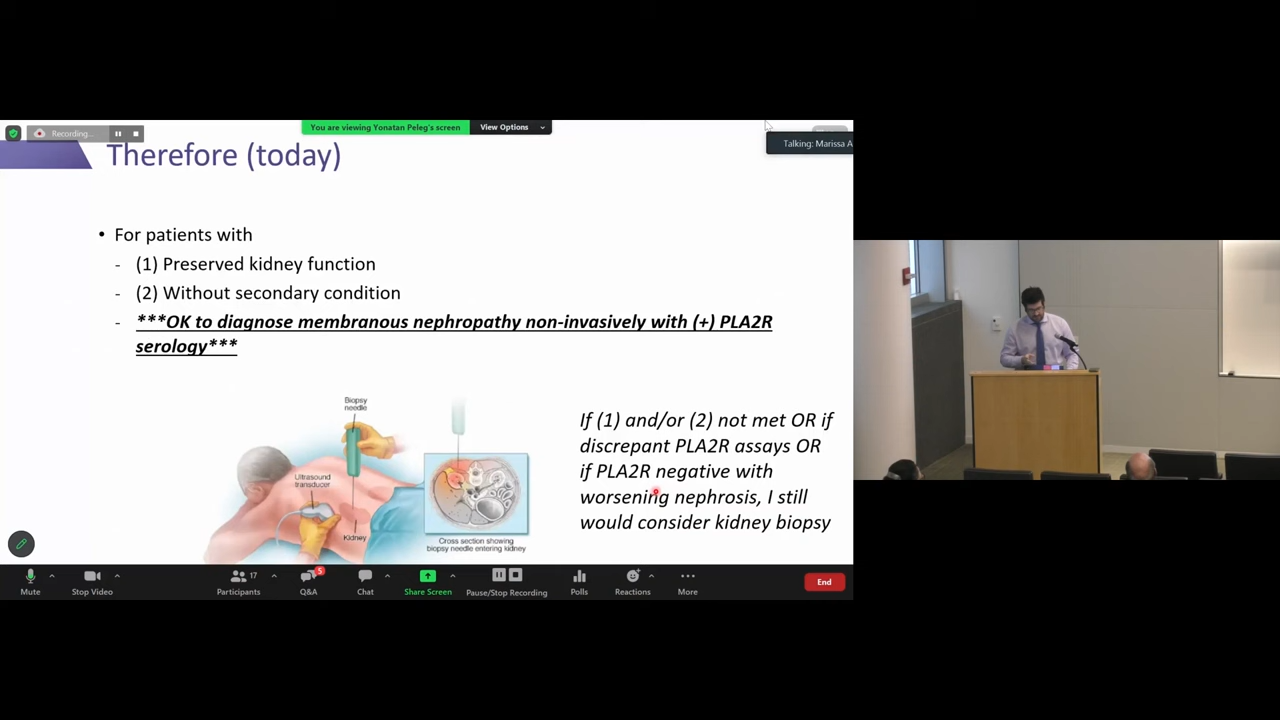 Recording...
You are viewing Yonatan Peleg's screen
View Options
Talking: Marissa A
Therefore (today)
• For patients with
- (1) Preserved kidney function
- (2) Without secondary condition
- ***OK to diagnose membranous nephropathy non-invasively with (+) PLA2R
serology***
Biopsy
needle
Ultrasound
transducer
Kidney
Cross section showing
biopsy needle entering kidney
If (1) and/or (2) not met OR if
discrepant PLA2R assays OR
if PLA2R negative with
worsening nephrosis, I still
would consider kidney biopsy
Mute
Stop Video
Participants
17
Q&A
5
Chat
Share Screen
Pause/Stop Recording
Polls
Reactions
More
End